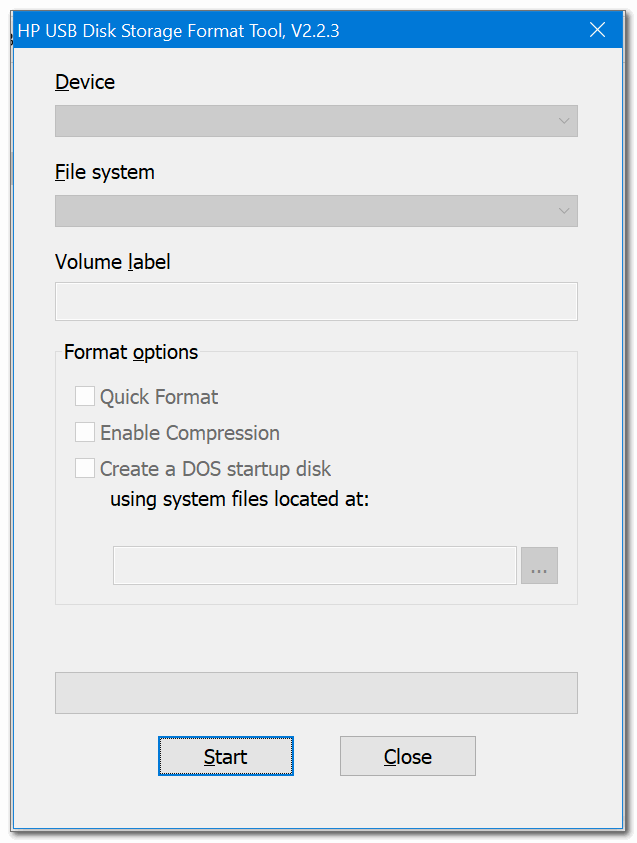 HP USB Disk Storage Format Tool, V2.2.3
Device
File system
Volume label
Format options
Quick Format
Enable Compression
Create a DOS startup disk
using system files located at:
...
Start
Close